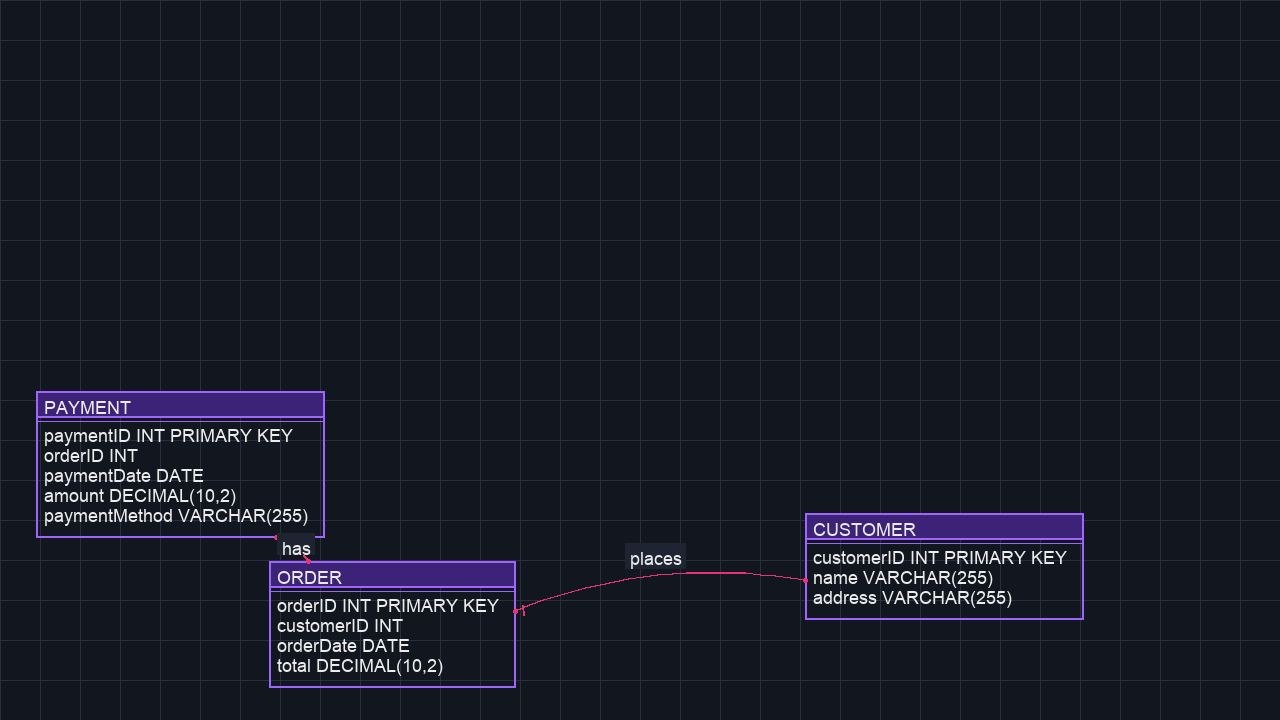 PAYMENT
paymentID INT PRIMARY KEY
orderID INT
paymentDate DATE
amount DECIMAL(10,2)
paymentMethod VARCHAR(255)
has
ORDER
orderID INT PRIMARY KEY
customerID INT
orderDate DATE
total DECIMAL(10,2)
places
CUSTOMER
customerID INT PRIMARY KEY
name VARCHAR(255)
address VARCHAR(255)